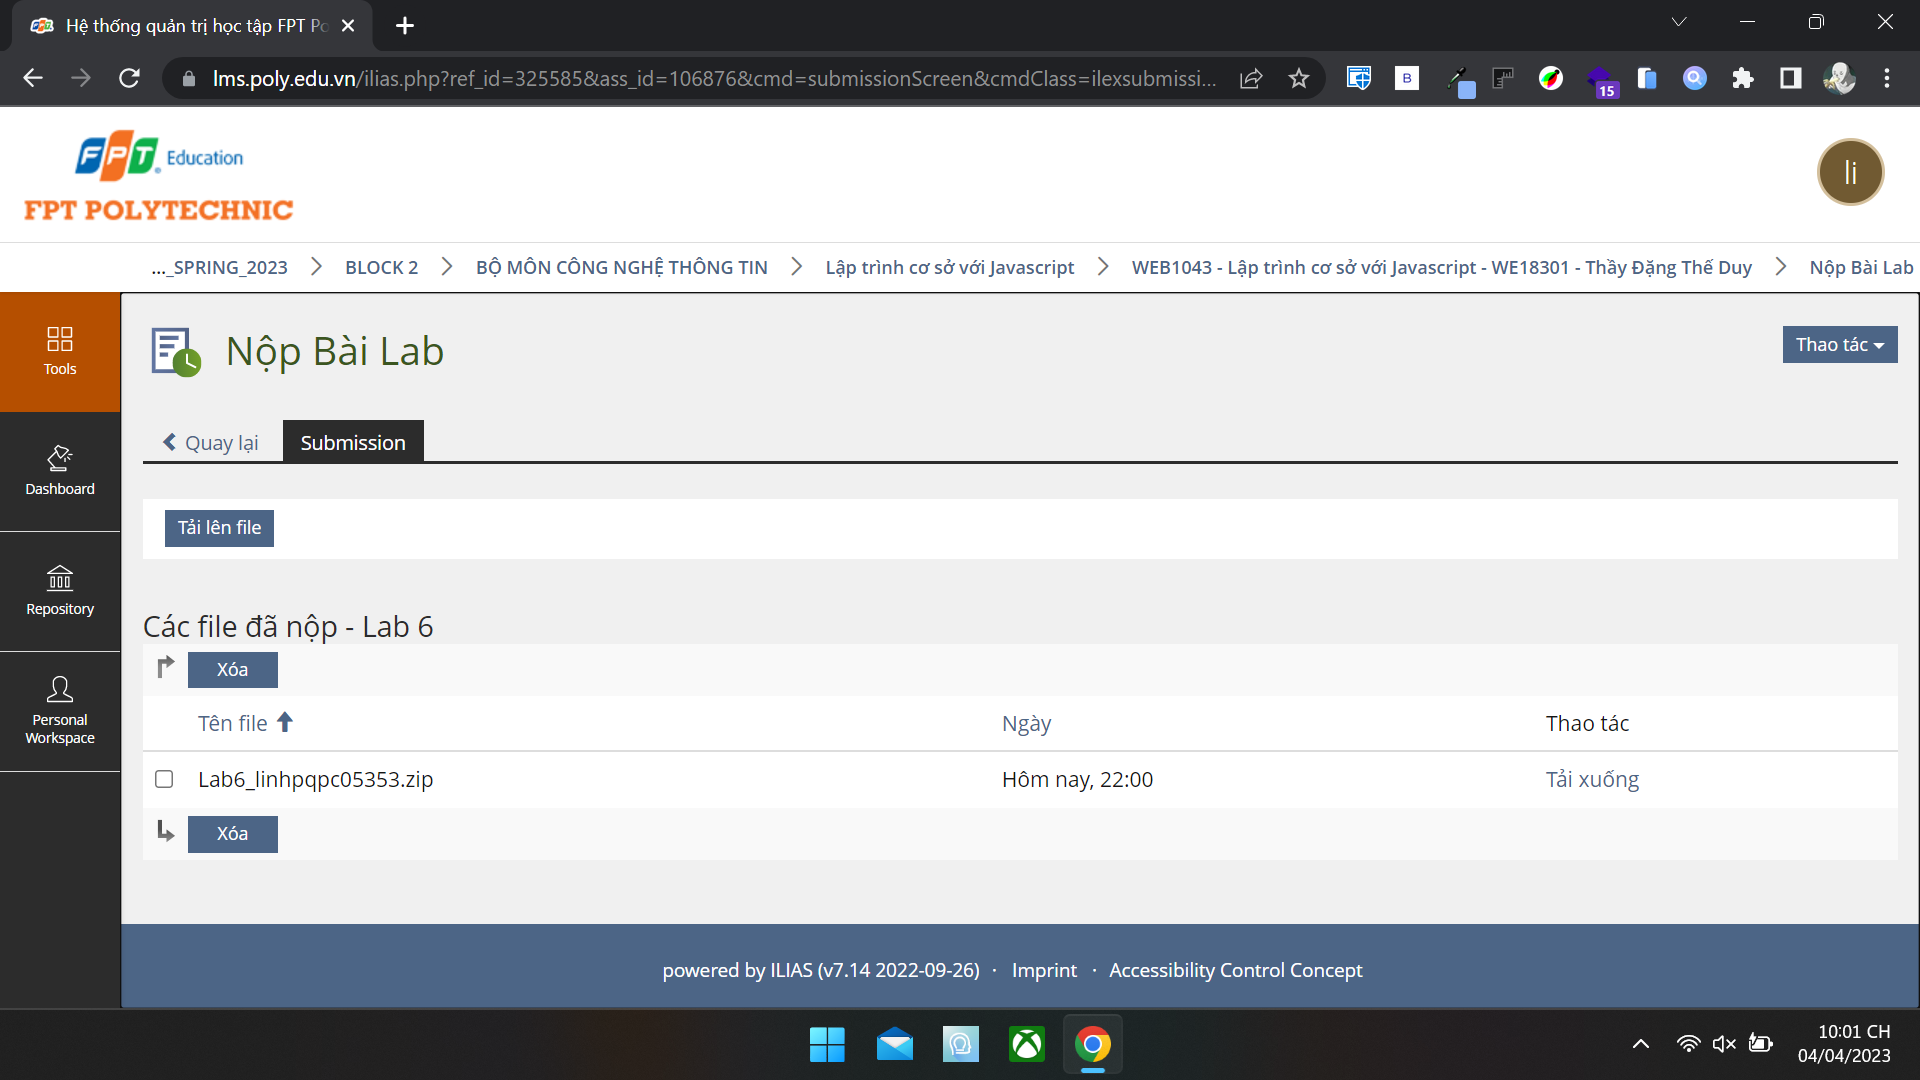 Hệ thống quản trị học tập FPT Po
lms.poly.edu.vn/ilias.php?ref_id=325585&ass_id=106876&cmd=submissionScreen&cmdClass=ilexsubmissi...
B
15
FPT Education
FPT POLYTECHNIC
li
..._SPRING_2023 BLOCK 2 BỘ MÔN CÔNG NGHỆ THÔNG TIN Lập trình cơ sở với Javascript WEB1043 - Lập trình cơ sở với Javascript - WE18301 - Thầy Đặng Thế Duy Nộp Bài Lab
Tools
Dashboard
Repository
Personal
Workspace
Nộp Bài Lab
Thao tác
Quay lại Submission
Tải lên file
Các file đã nộp - Lab 6
Xóa
Tên file Ngày Thao tác
Lab6_linhpqpc05353.zip Hôm nay, 22:00 Tải xuống
Xóa
powered by ILIAS (v7.14 2022-09-26) · Imprint · Accessibility Control Concept
10:01 CH
04/04/2023